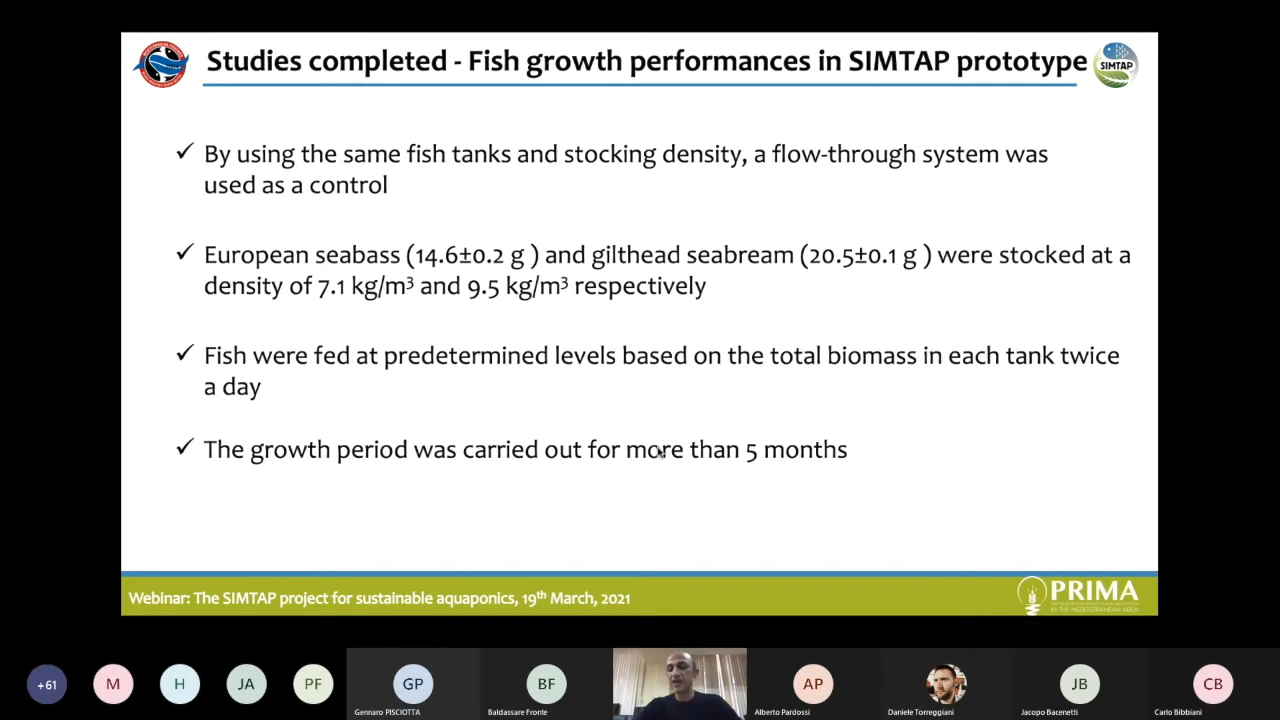 Studies completed - Fish growth performances in SIMTAP prototype
SIMTAP
By using the same fish tanks and stocking density, a flow-through system was
used as a control
European seabass (14.6±0.2 g ) and gilthead seabream (20.5±0.1 g ) were stocked at a
density of 7.1 kg/m³ and 9.5 kg/m³ respectively
Fish were fed at predetermined levels based on the total biomass in each tank twice
a day
The growth period was carried out for more than 5 months
Webinar: The SIMTAP project for sustainable aquaponics, 19th March, 2021
PRIMA
IN THE MEDITERRANEAN AREA
+61
M
H
JA
PF
GP
BF
AP
JB
CB
Gennaro PISCIOTTA
Baldassare Fronte
Alberto Pardossi
Daniele Torreggiani
Jacopo Bacenetti
Carlo Bibbiani